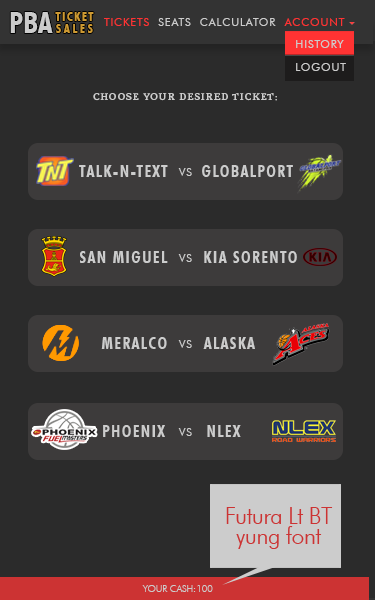 PBA TICKET SALES
TICKETS SEATS CALCULATOR ACCOUNT
HISTORY
LOGOUT
CHOOSE YOUR DESIRED TICKET:
TNT TALK-N-TEXT VS GLOBALPORT
SAN MIGUEL VS KIA SORENTO KIA
MERALCO VS ALASKA ALASKA ACES
PHOENIX FUEL MASTERS PHOENIX VS NLEX NLEX ROAD WARRIORS
Futura Lt BT
yung font
YOUR CASH: 100